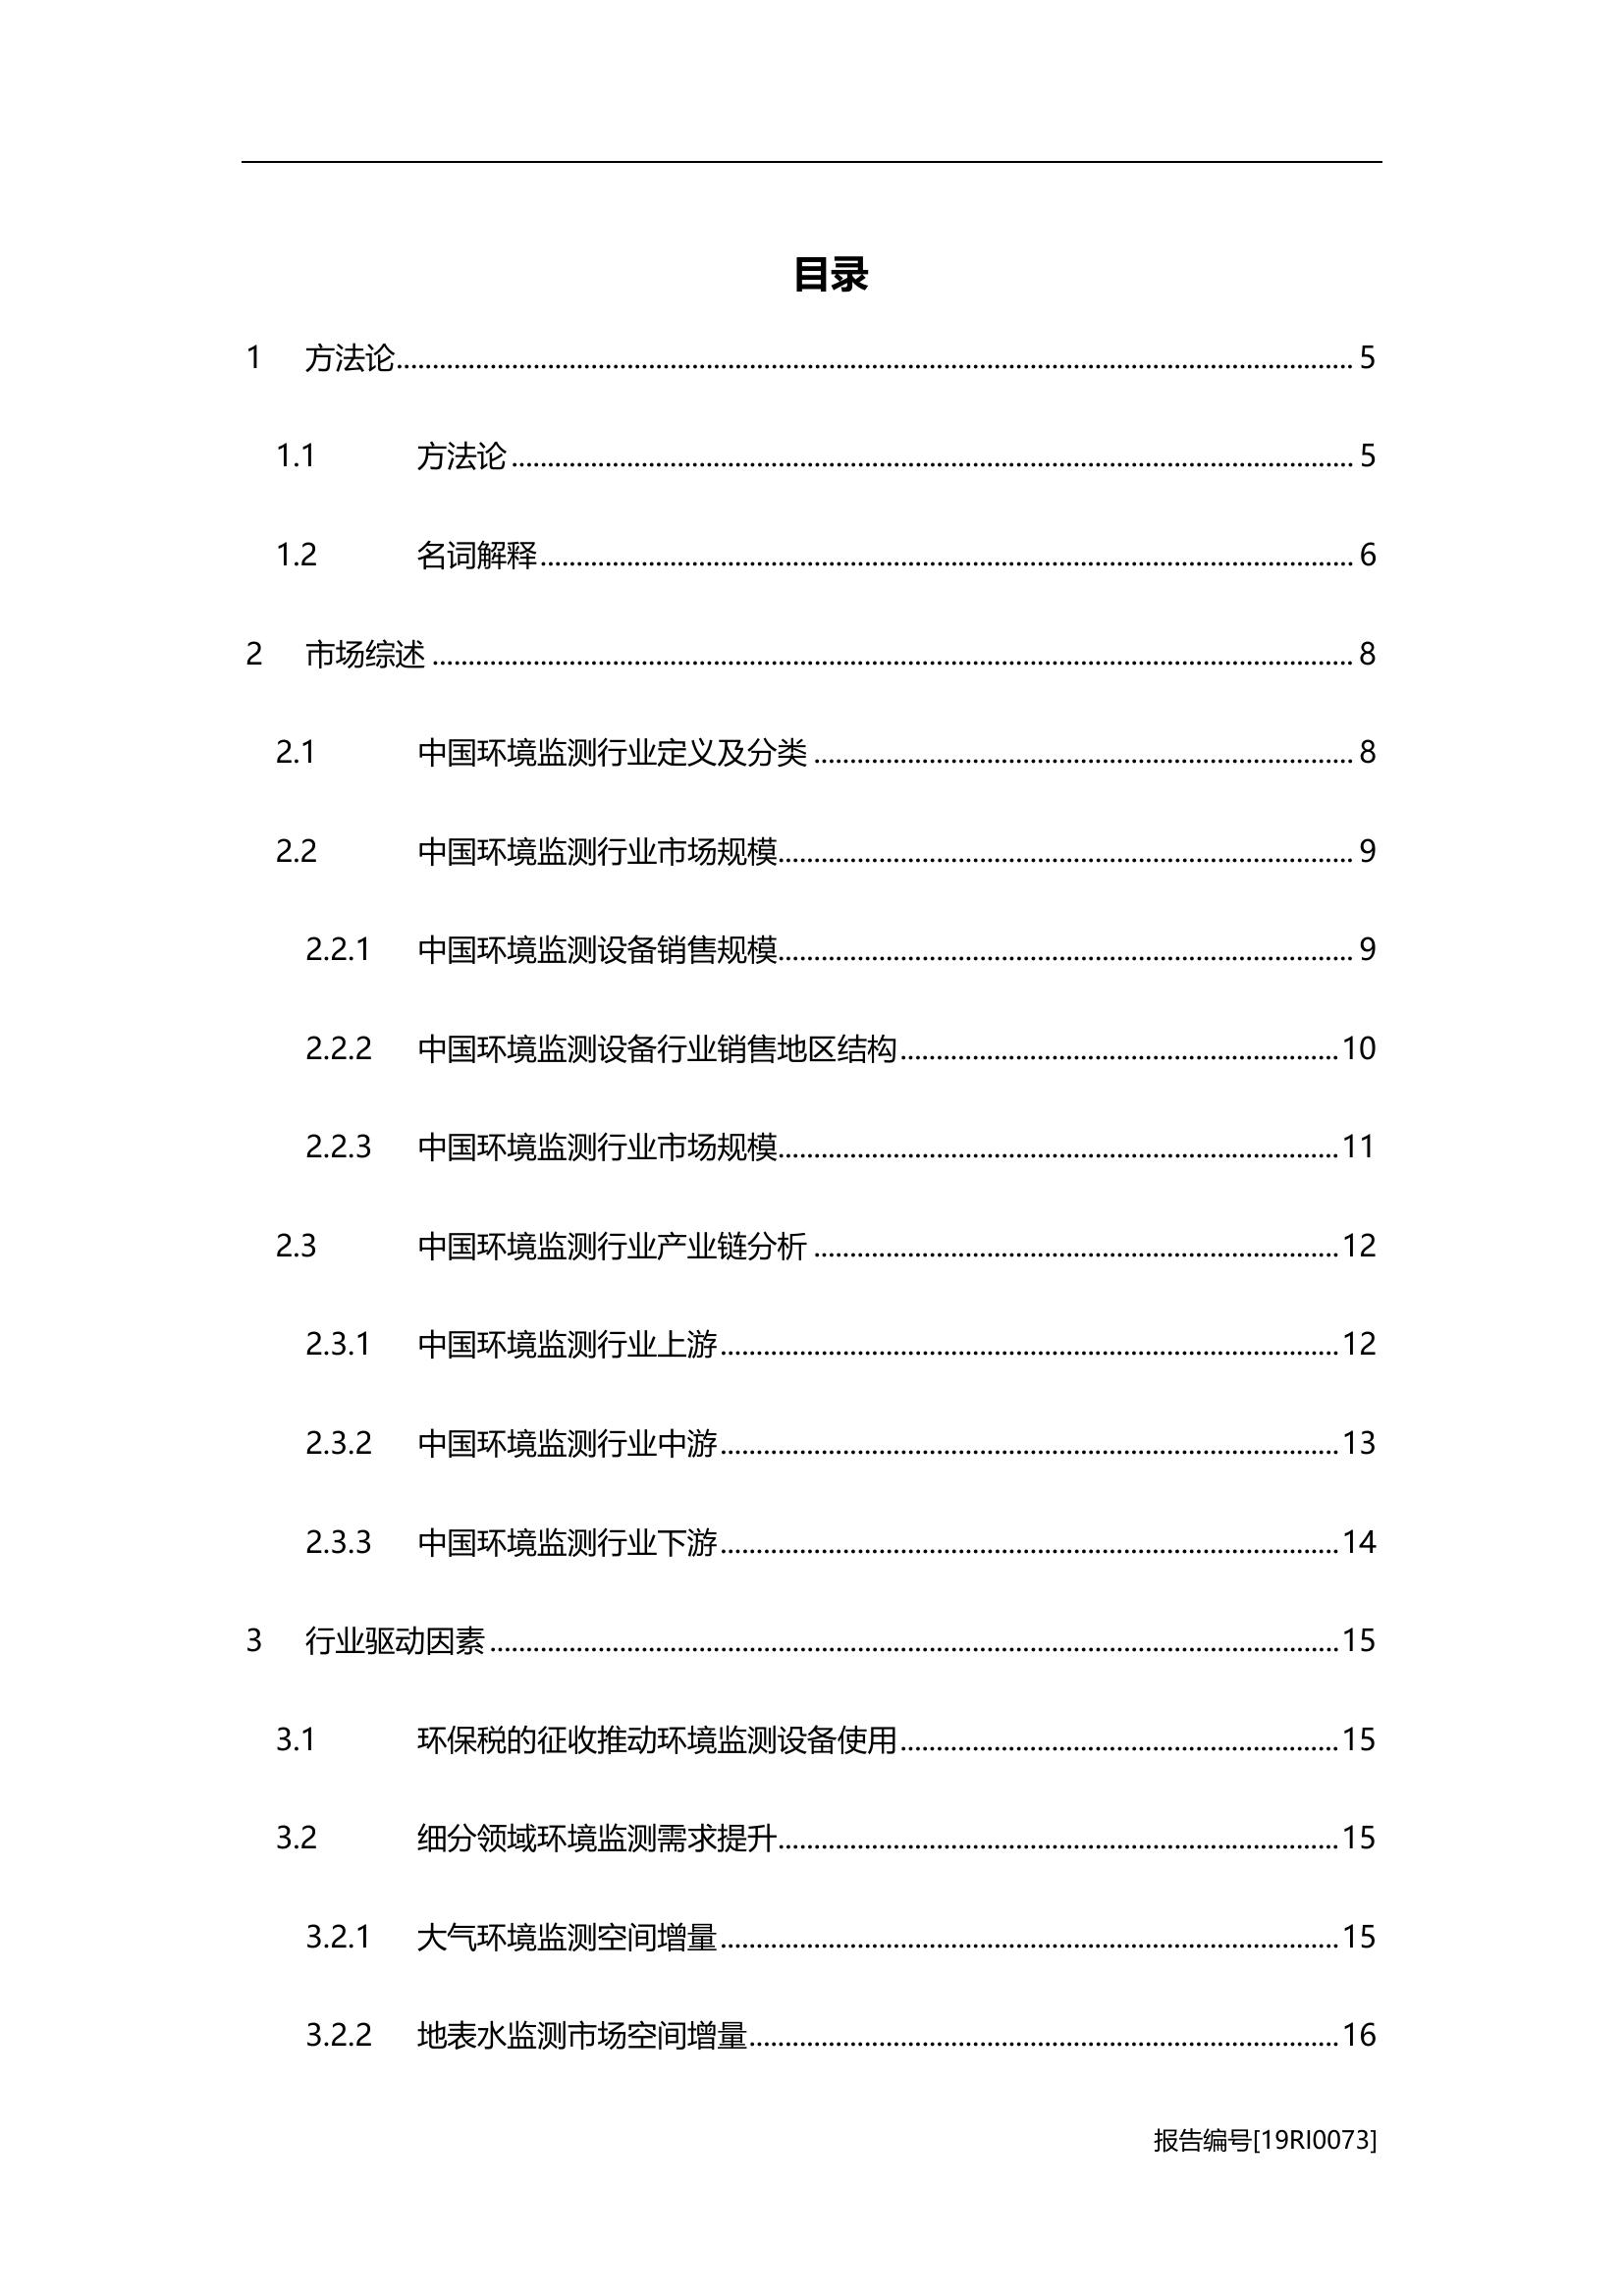 目录
1 方法论 5
1.1 方法论 5
1.2 名词解释 6
2 市场综述 8
2.1 中国环境监测行业定义及分类 8
2.2 中国环境监测行业市场规模 9
2.2.1 中国环境监测设备销售规模 9
2.2.2 中国环境监测设备行业销售地区结构 10
2.2.3 中国环境监测行业市场规模 11
2.3 中国环境监测行业产业链分析 12
2.3.1 中国环境监测行业上游 12
2.3.2 中国环境监测行业中游 13
2.3.3 中国环境监测行业下游 14
3 行业驱动因素 15
3.1 环保税的征收推动环境监测设备使用 15
3.2 细分领域环境监测需求提升 15
3.2.1 大气环境监测空间增量 15
3.2.2 地表水监测市场空间增量 16
报告编号[19RI0073]